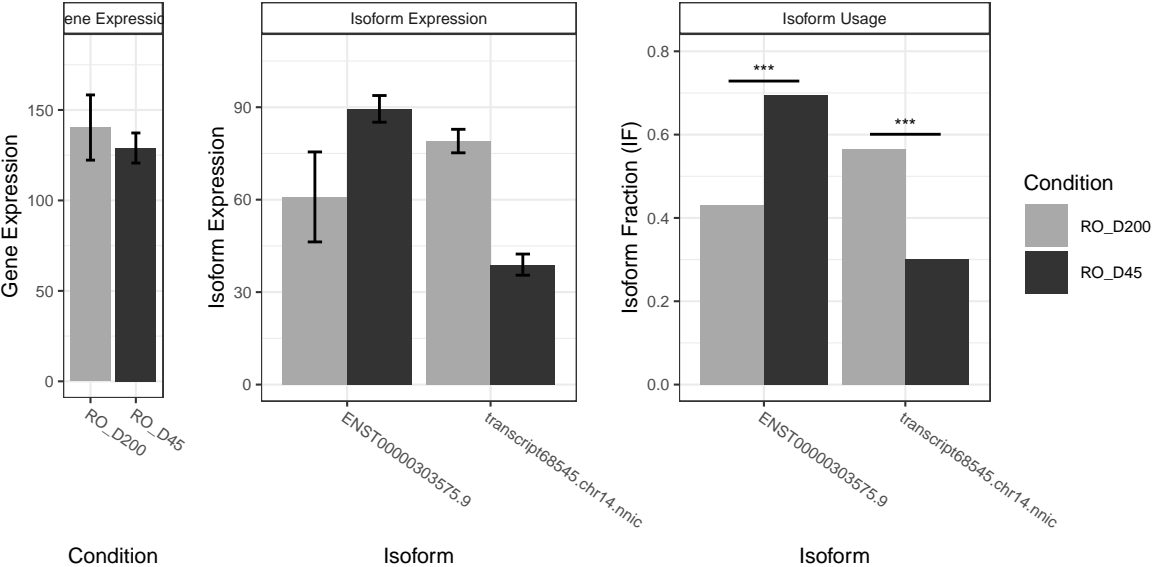 ene Expressio
Gene Expression
0
50
100
150
RO_D200
RO_D45
Condition
Isoform Expression
Isoform Expression
0
30
60
90
ENST00000303575.9
transcript68545.chr14.nnic
Isoform
Isoform Usage
Isoform Fraction (IF)
0.0
0.2
0.4
0.6
0.8
***
***
ENST00000303575.9
transcript68545.chr14.nnic
Isoform
Condition
RO_D200
RO_D45